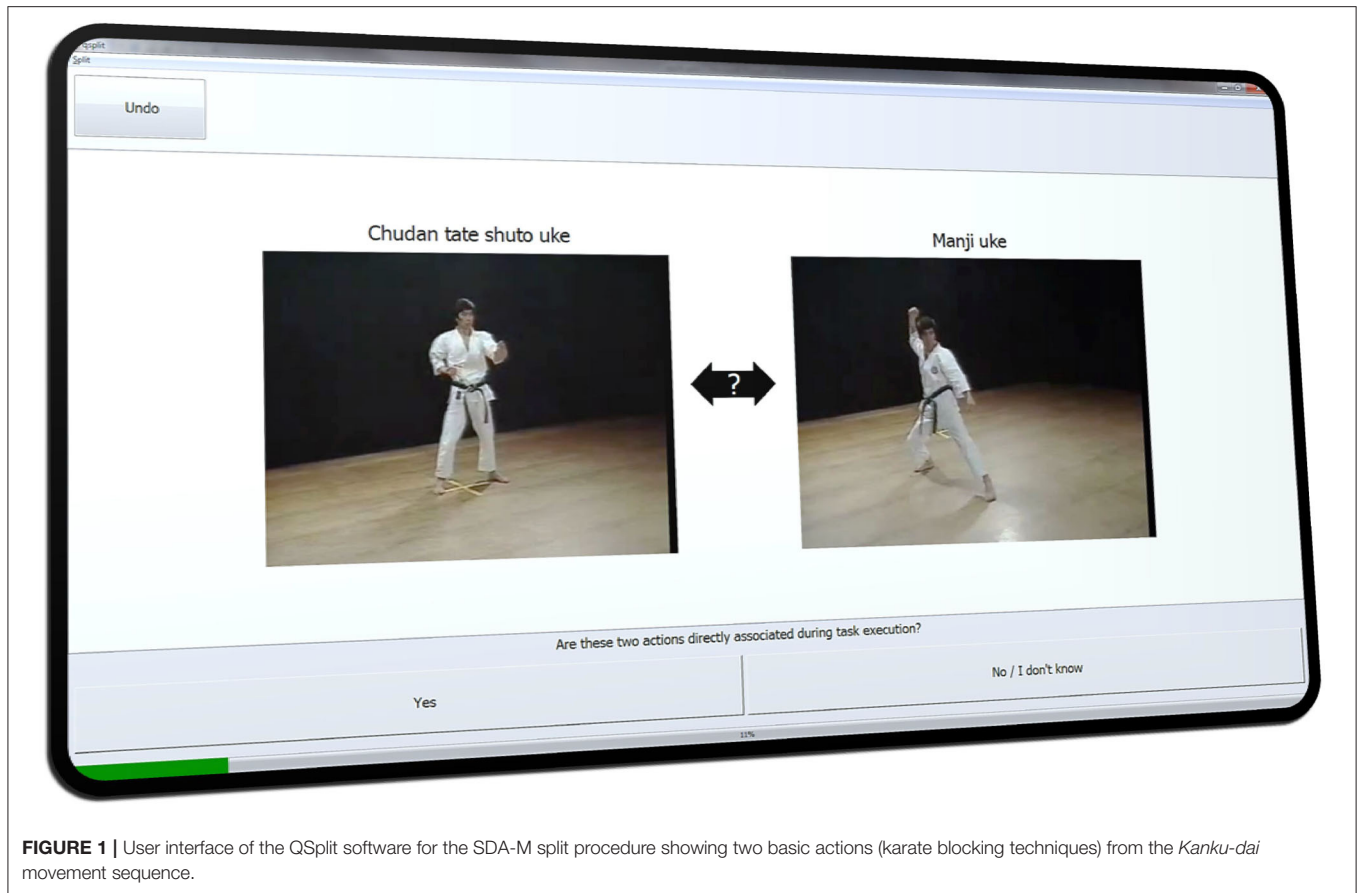 qsplit
Split
Undo
Chudan tate shuto uke
Manji uke
?
Are these two actions directly associated during task execution?
Yes
No / I don't know
11%
FIGURE 1 | User interface of the QSplit software for the SDA-M split procedure showing two basic actions (karate blocking techniques) from the Kanku-dai
movement sequence.